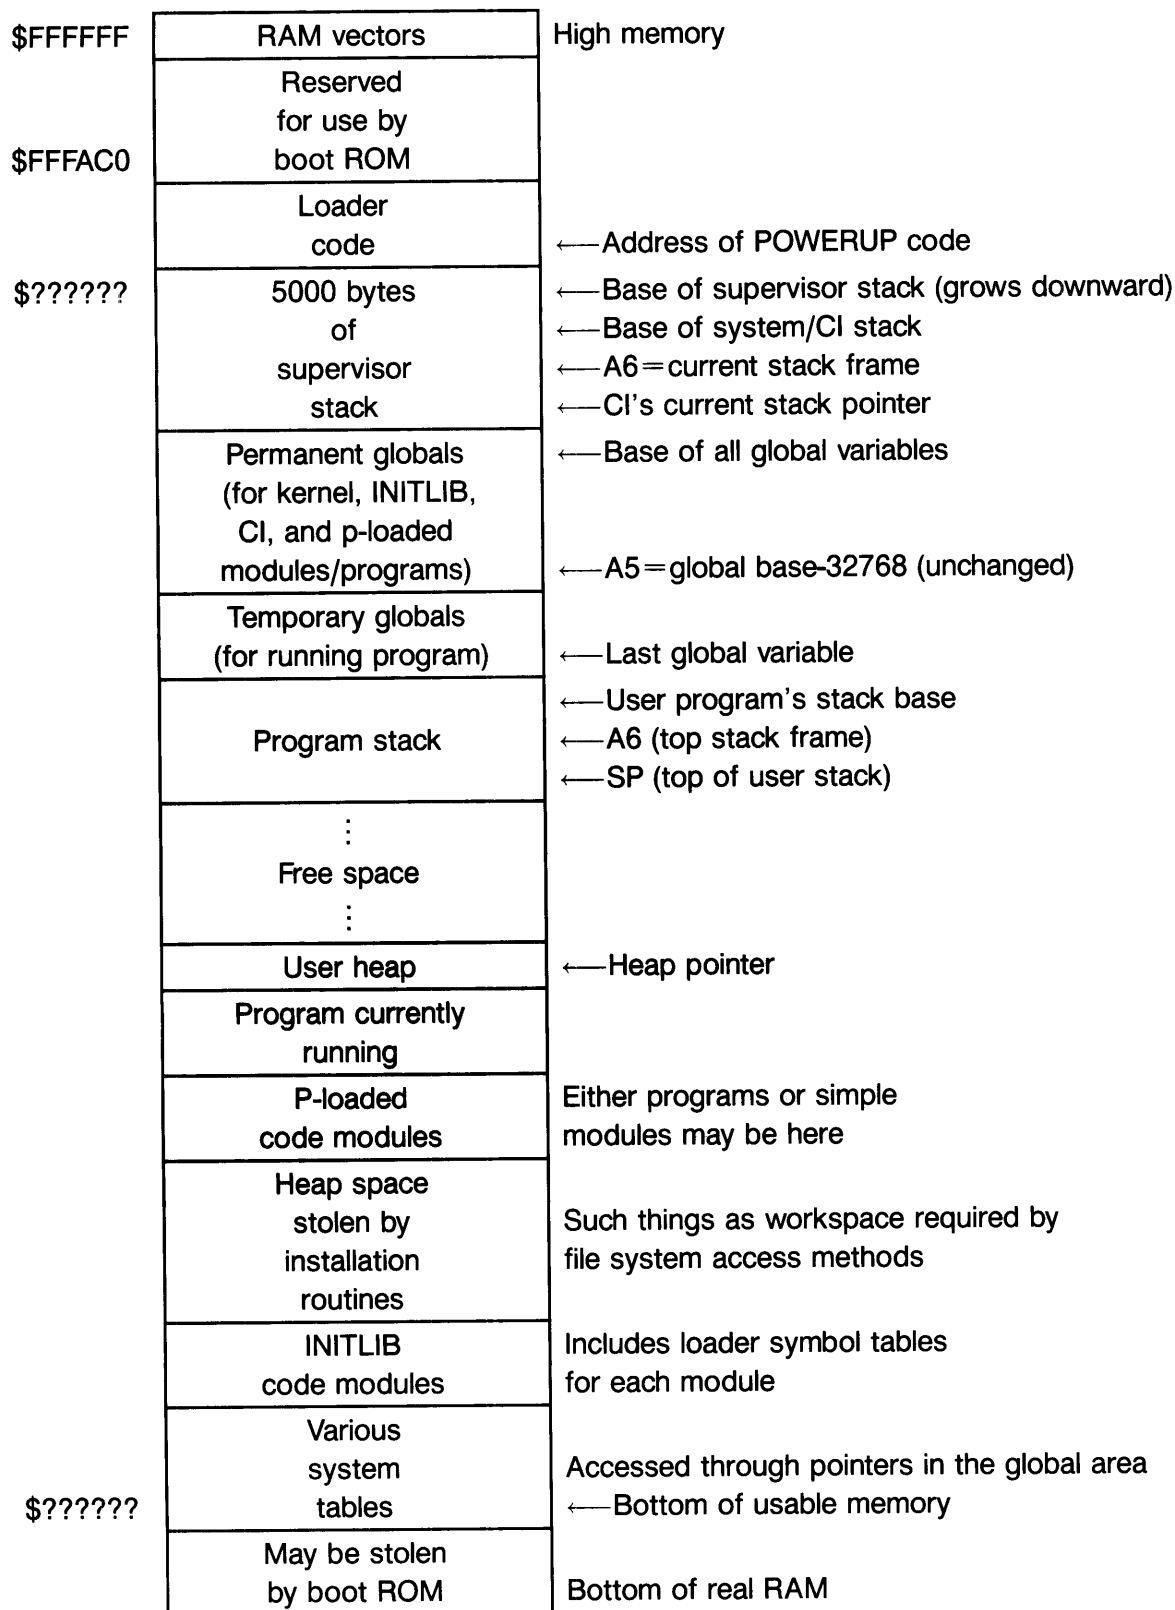 $FFFFFF RAM vectors High memory
Reserved
for use by
$FFFAC0 boot ROM
Loader
code ←Address of POWERUP code
$?????? 5000 bytes ←Base of supervisor stack (grows downward)
of ←Base of system/CI stack
supervisor ←A6=current stack frame
stack ←CI's current stack pointer
Permanent globals ←Base of all global variables
(for kernel, INITLIB,
CI, and p-loaded
modules/programs) ←A5=global base-32768 (unchanged)
Temporary globals
(for running program) ←Last global variable
←User program's stack base
Program stack ←A6 (top stack frame)
←SP (top of user stack)
⋮
Free space
⋮
User heap ←Heap pointer
Program currently
running
P-loaded Either programs or simple
code modules modules may be here
Heap space
stolen by Such things as workspace required by
installation file system access methods
routines
INITLIB Includes loader symbol tables
code modules for each module
Various
system Accessed through pointers in the global area
$?????? tables ←Bottom of usable memory
May be stolen
by boot ROM Bottom of real RAM